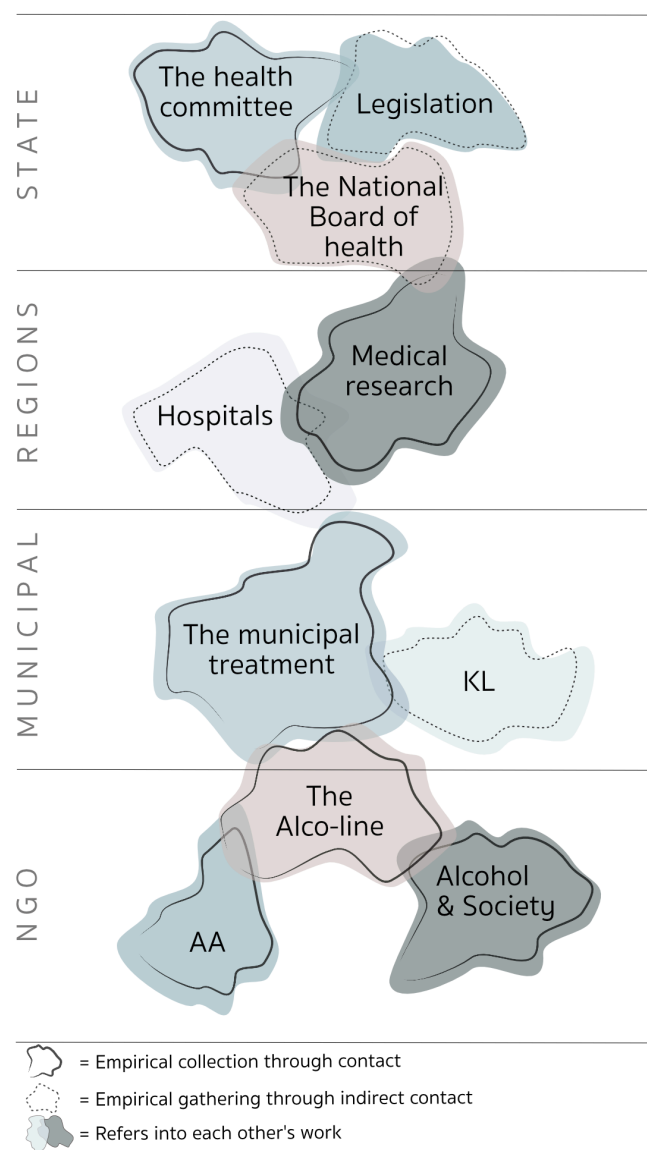 STATE
The health
committee
Legislation
The National
Board of
health
REGIONS
Medical
research
Hospitals
MUNICIPAL
The municipal
treatment
KL
NGO
The
Alco-line
Alcohol
& Society
AA
= Empirical collection through contact
= Empirical gathering through indirect contact
= Refers into each other's work